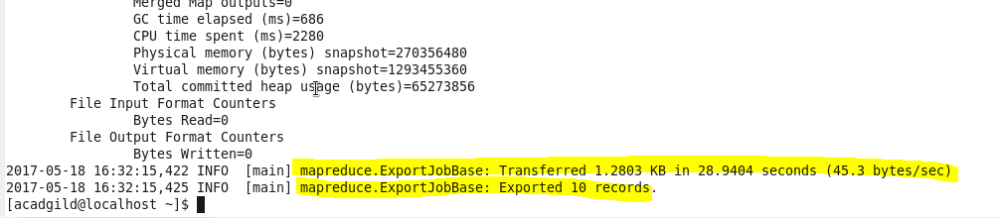 Merged Map outputs=0
GC time elapsed (ms)=686
CPU time spent (ms)=2280
Physical memory (bytes) snapshot=270356480
Virtual memory (bytes) snapshot=1293455360
Total committed heap usage (bytes)=65273856
File Input Format Counters
Bytes Read=0
File Output Format Counters
Bytes Written=0
2017-05-18 16:32:15,422 INFO  [main] mapreduce.ExportJobBase: Transferred 1.2803 KB in 28.9404 seconds (45.3 bytes/sec)
2017-05-18 16:32:15,425 INFO  [main] mapreduce.ExportJobBase: Exported 10 records.
[acadgild@localhost ~]$